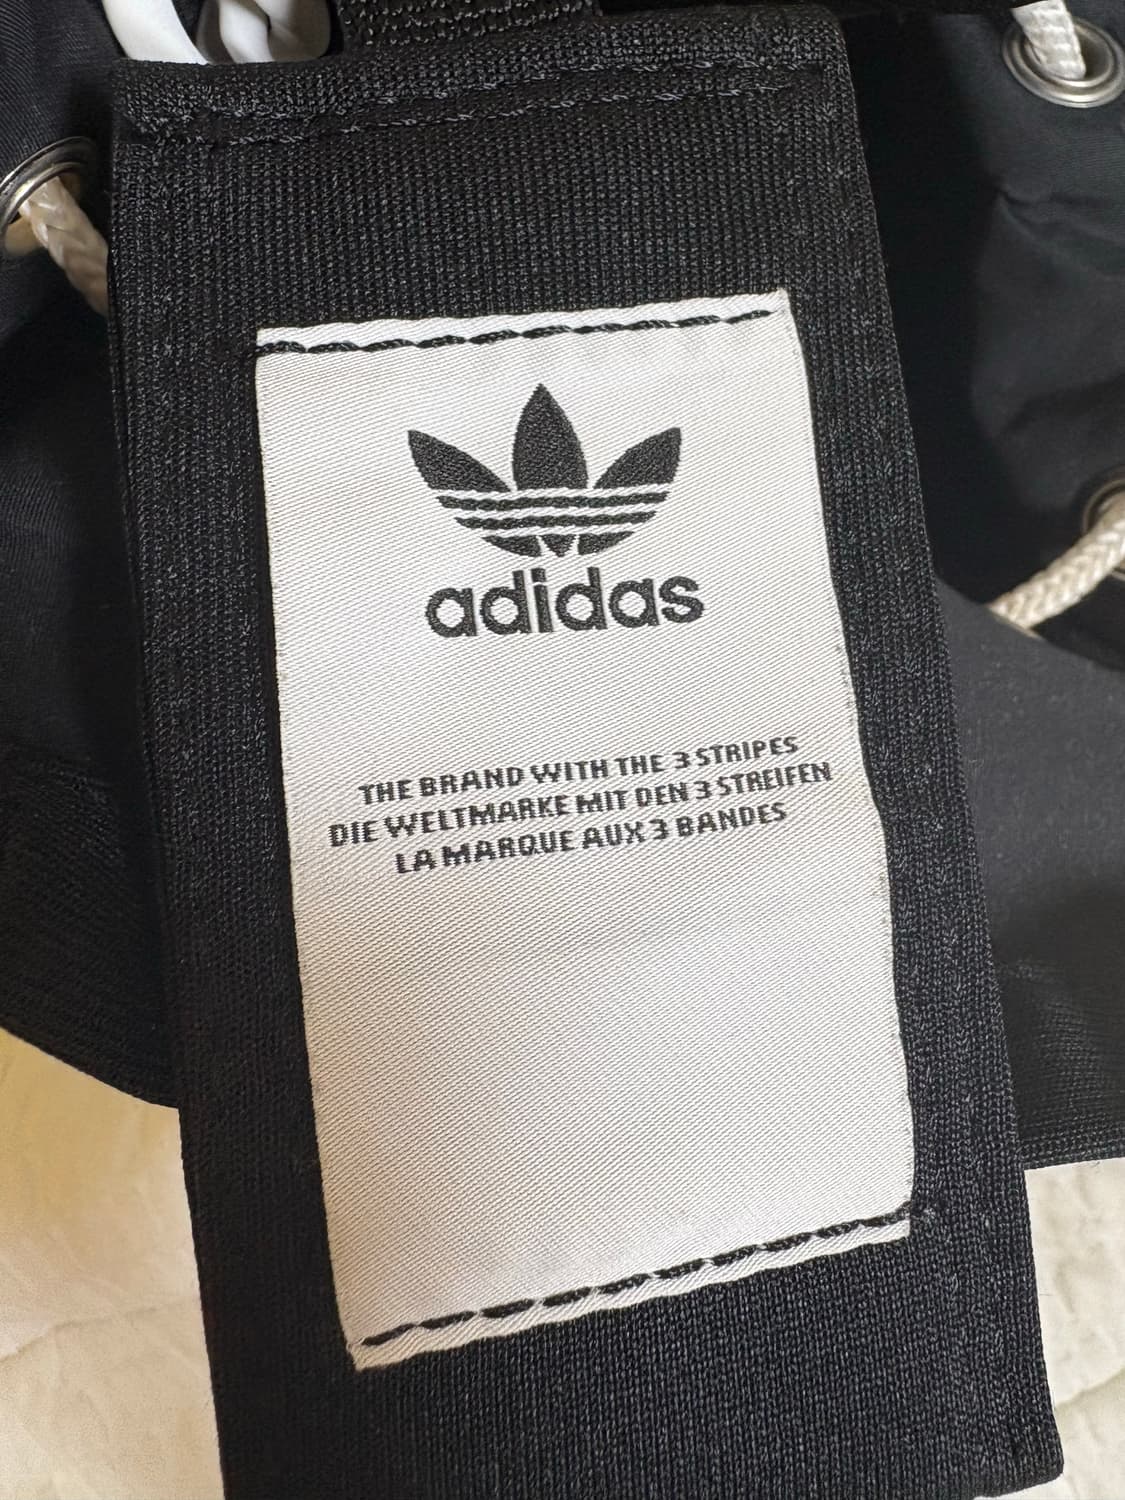 adidas
THE BRAND WITH THE 3 STRIPES
DIE WELTMARKE MIT DEN 3 STREIFEN
LA MARQUE AUX 3 BANDES